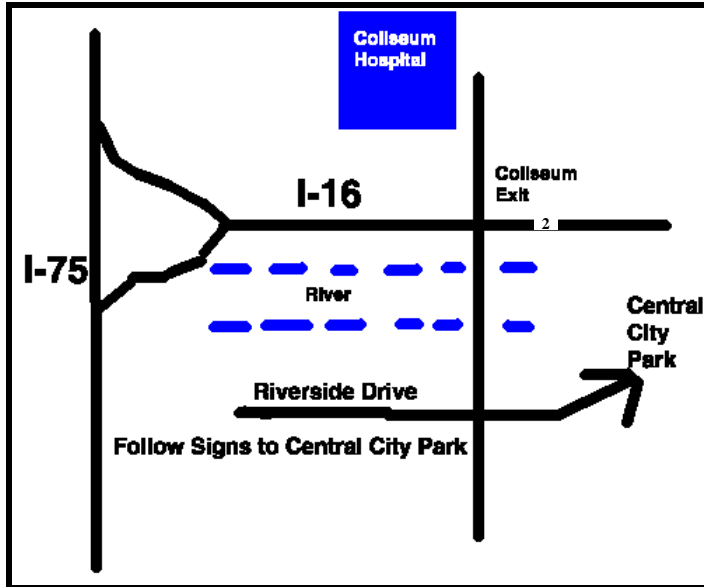 Coliseum
Hospital
Coliseum
Exit
I-16
2
I-75
River
Central
City
Park
Riverside Drive
Follow Signs to Central City Park